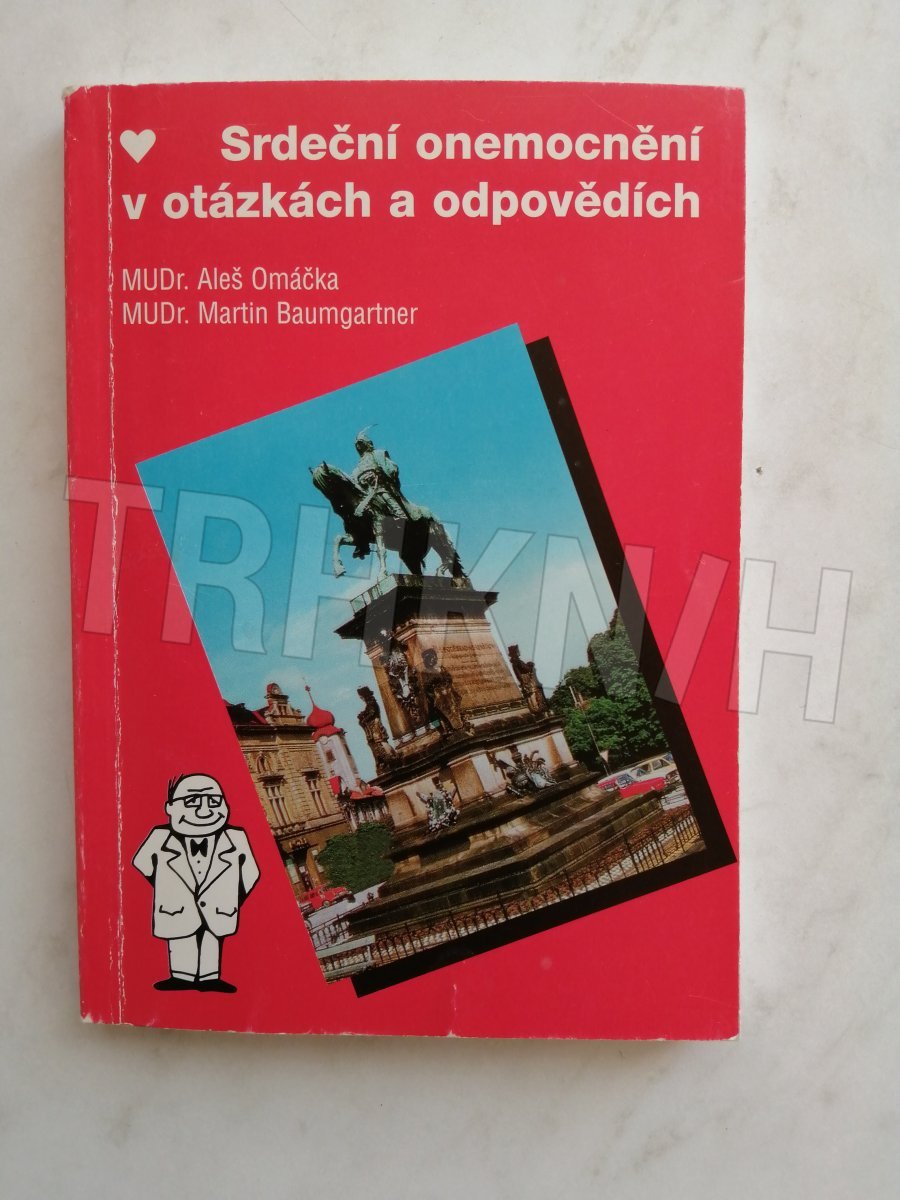 Srdeční onemocnění
v otázkách a odpovědích
MUDr. Aleš Omáčka
MUDr. Martin Baumgartner
TRHKNIH